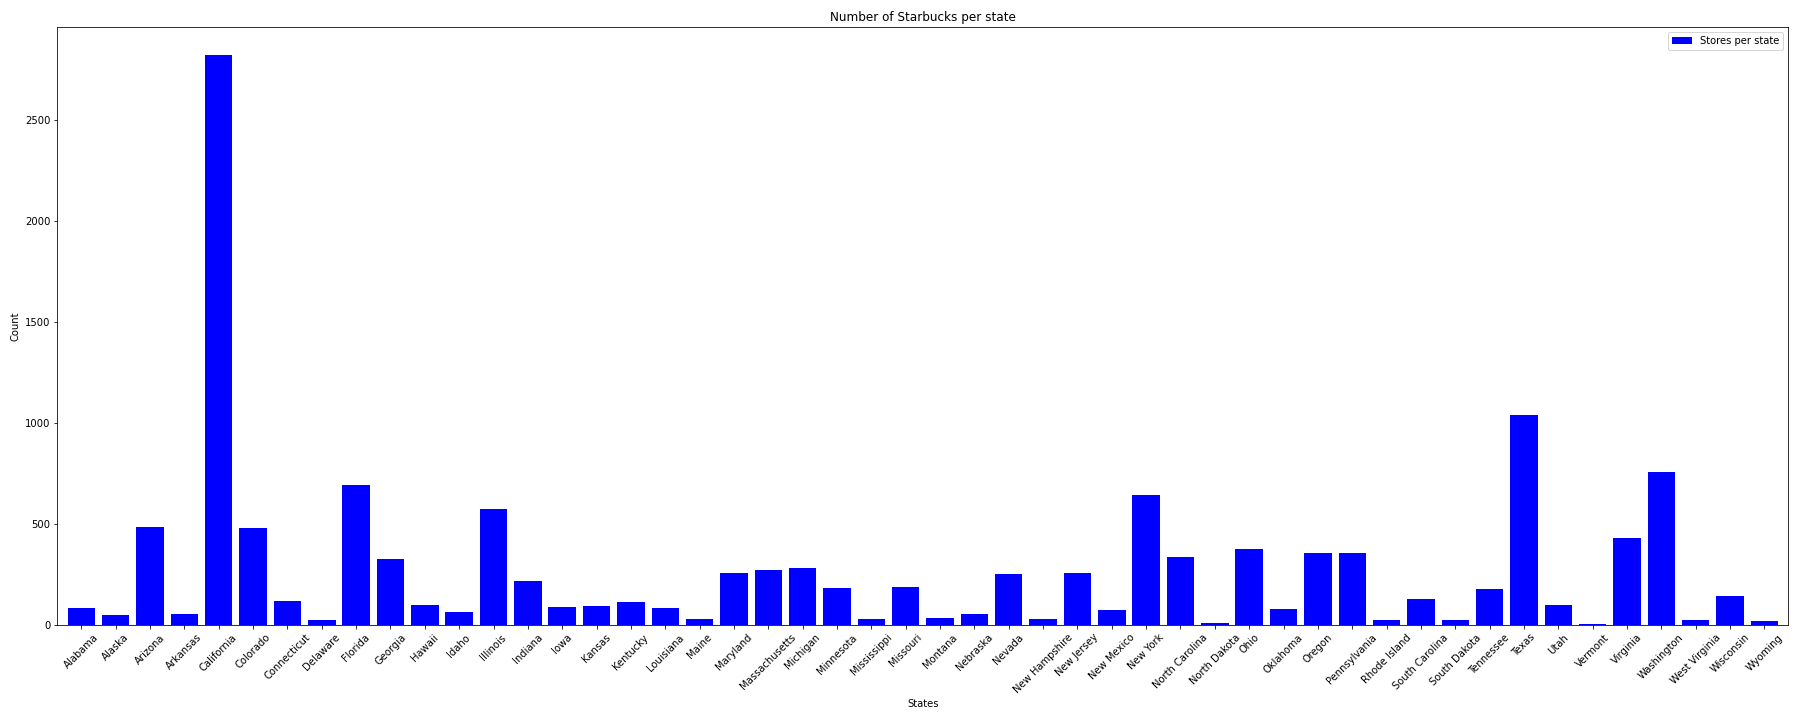 Number of Starbucks per state
Stores per state
2500
2000
1500
1000
500
0
Count
Alabama
Alaska
Arizona
Arkansas
California
Colorado
Connecticut
Delaware
Florida
Georgia
Hawaii
Idaho
Illinois
Indiana
Iowa
Kansas
Kentucky
Louisiana
Maine
Maryland
Massachusetts
Michigan
Minnesota
Mississippi
Missouri
Montana
Nebraska
Nevada
New Hampshire
New Jersey
New Mexico
New York
North Carolina
North Dakota
Ohio
Oklahoma
Oregon
Pennsylvania
Rhode Island
South Carolina
South Dakota
Tennessee
Texas
Utah
Vermont
Virginia
Washington
West Virginia
Wisconsin
Wyoming
States